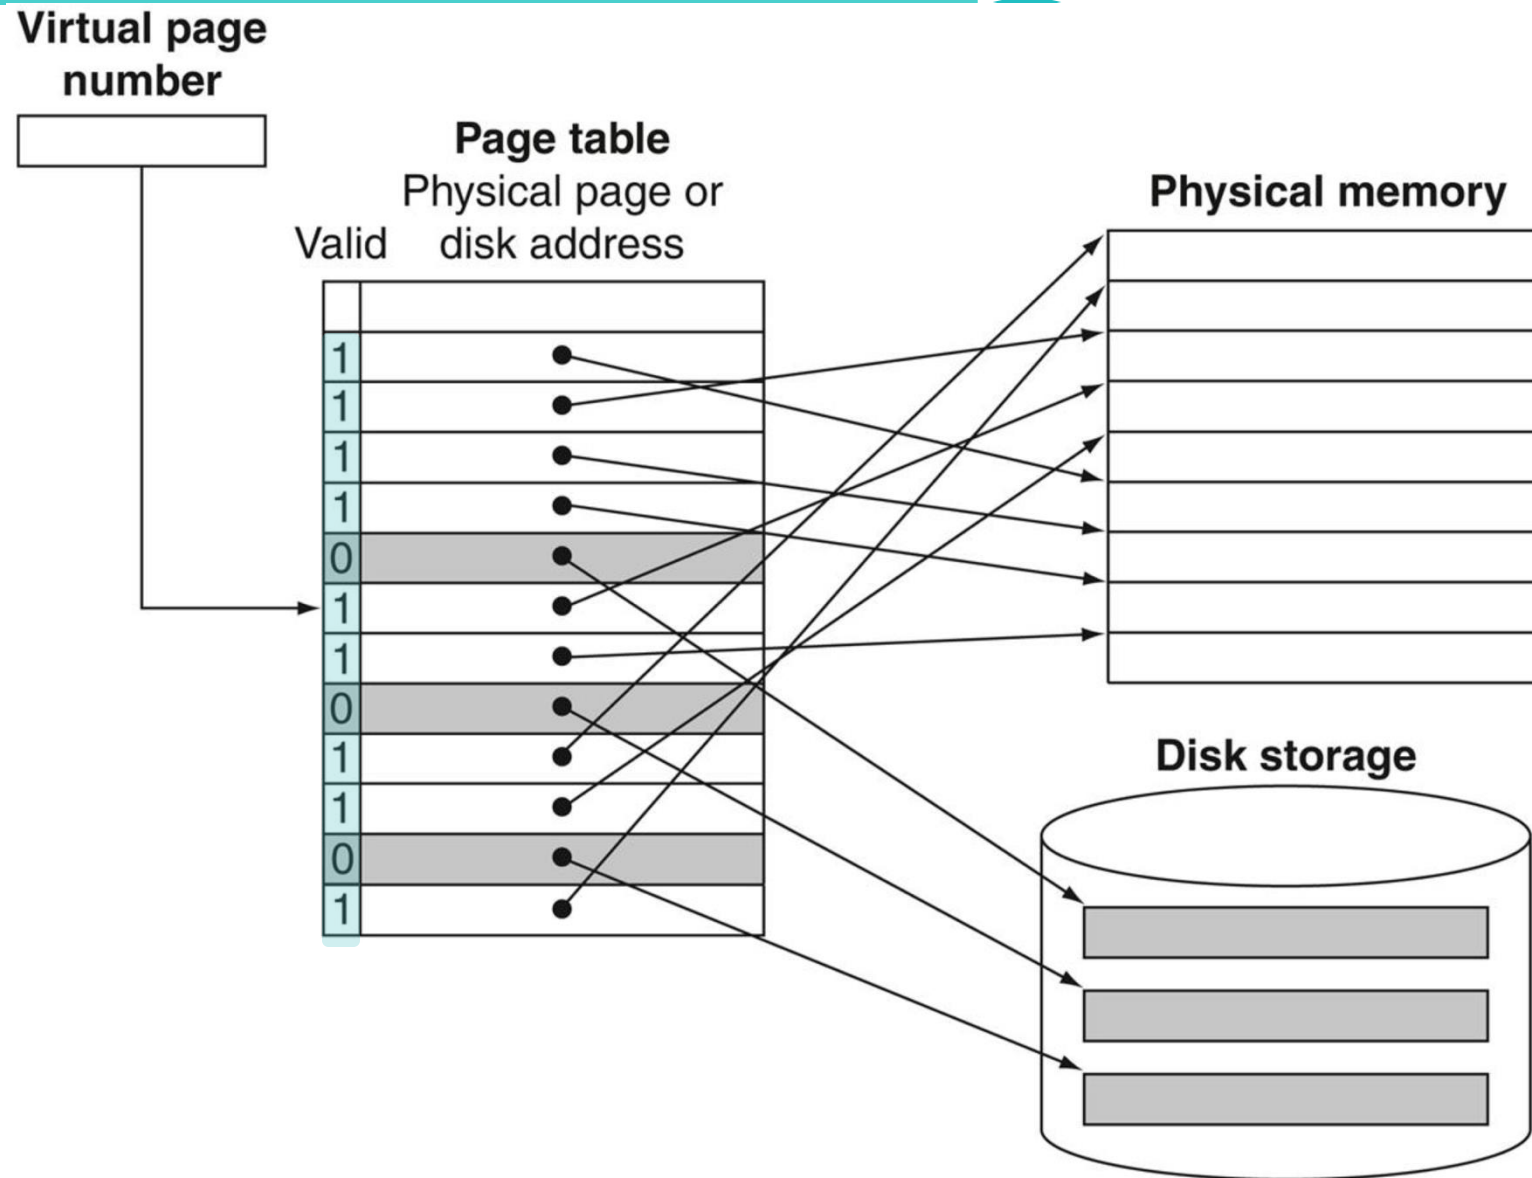 Virtual page
number
Page table
Physical page or
Valid disk address
Physical memory
1
1
1
1
0
1
1
0
1
1
0
1
Disk storage